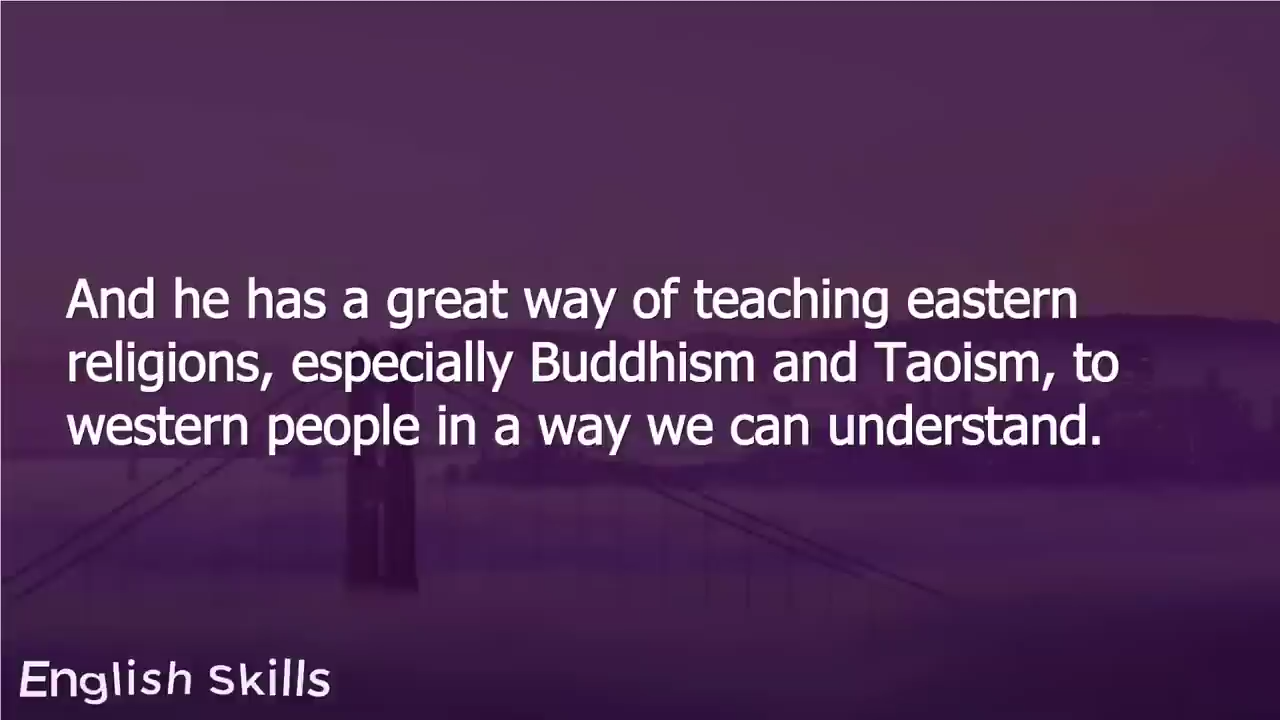 And he has a great way of teaching eastern
religions, especially Buddhism and Taoism, to
western people in a way we can understand.
English Skills